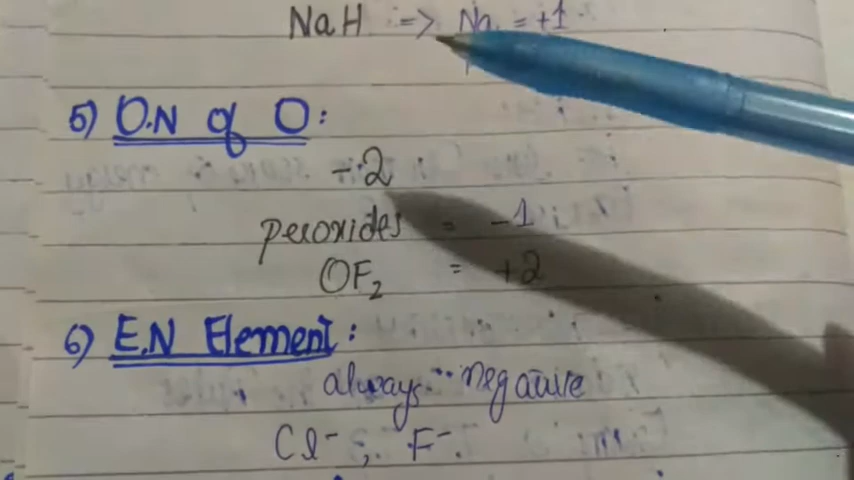 NaH => Na = +1
5) O.N of O:
-2
peroxides = -1
OF₂ = +2
6) E.N Element:
always negative
Cl⁻, F⁻.